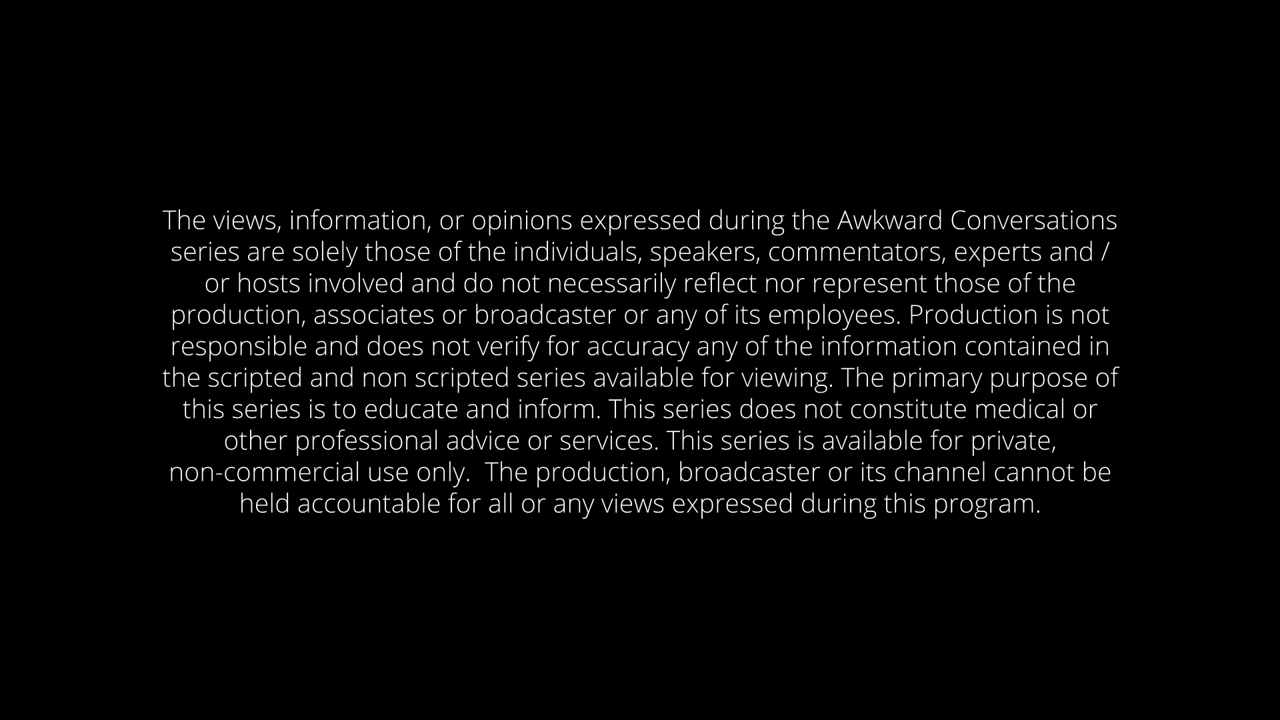 The views, information, or opinions expressed during the Awkward Conversations
series are solely those of the individuals, speakers, commentators, experts and /
or hosts involved and do not necessarily reflect nor represent those of the
production, associates or broadcaster or any of its employees. Production is not
responsible and does not verify for accuracy any of the information contained in
the scripted and non scripted series available for viewing. The primary purpose of
this series is to educate and inform. This series does not constitute medical or
other professional advice or services. This series is available for private,
non-commercial use only.  The production, broadcaster or its channel cannot be
held accountable for all or any views expressed during this program.